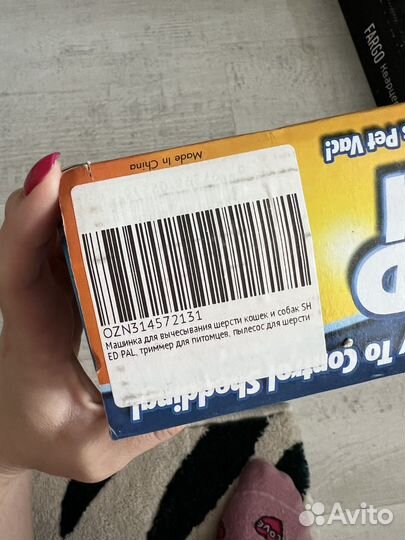 FARGO
Made In China
s Pet Vac!
OZN314572131
Машинка для вычесывания шерсти кошек и собак SH
ED PAL, триммер для питомцев, пылесос для шерсти
y To Control Shedding!
LOVE
Avito